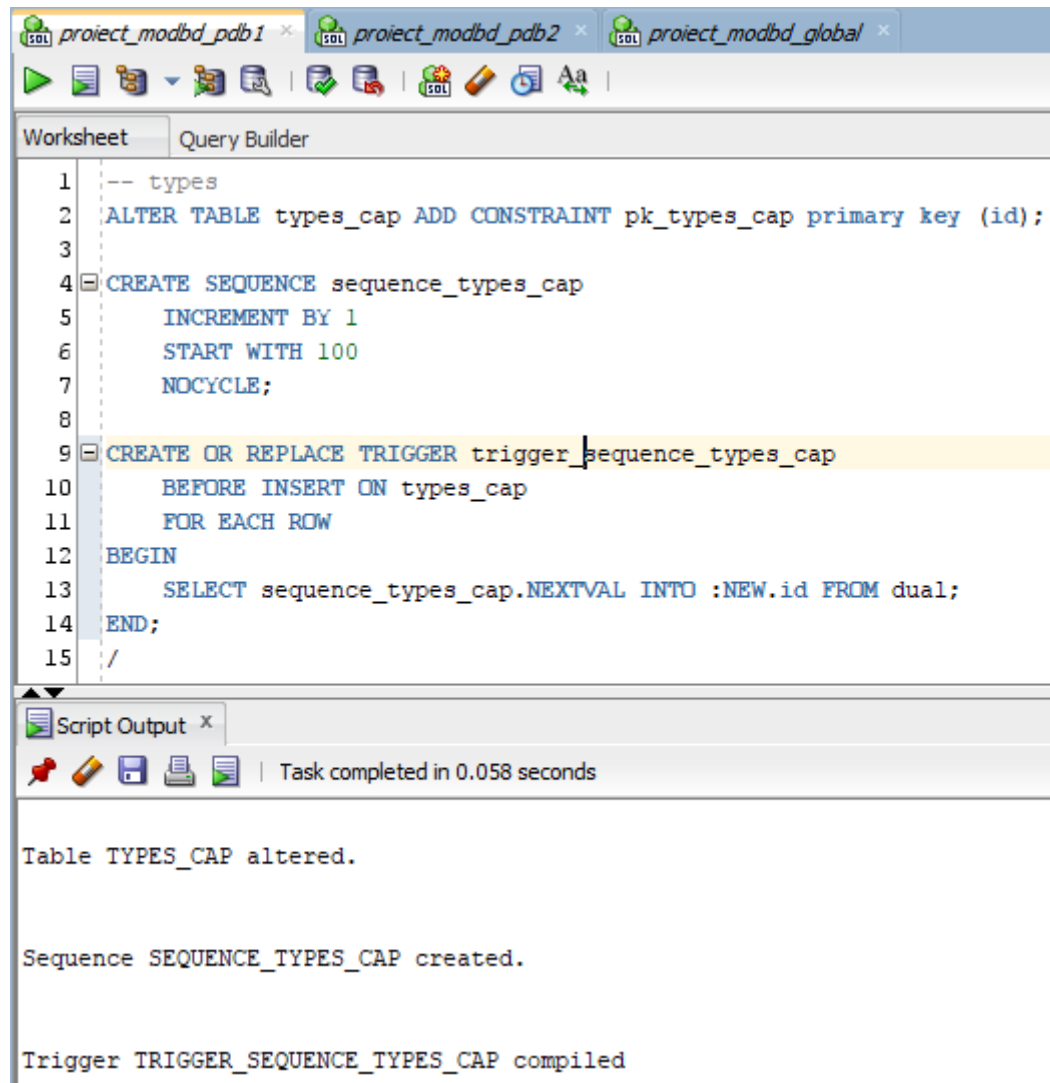 proiect_modbd_pdb1 × proiect_modbd_pdb2 × proiect_modbd_global ×
Worksheet Query Builder
1 -- types
2 ALTER TABLE types_cap ADD CONSTRAINT pk_types_cap primary key (id);
3
4 CREATE SEQUENCE sequence_types_cap
5 INCREMENT BY 1
6 START WITH 100
7 NOCYCLE;
8
9 CREATE OR REPLACE TRIGGER trigger_sequence_types_cap
10 BEFORE INSERT ON types_cap
11 FOR EACH ROW
12 BEGIN
13 SELECT sequence_types_cap.NEXTVAL INTO :NEW.id FROM dual;
14 END;
15 /
Script Output ×
Task completed in 0.058 seconds
Table TYPES_CAP altered.
Sequence SEQUENCE_TYPES_CAP created.
Trigger TRIGGER_SEQUENCE_TYPES_CAP compiled